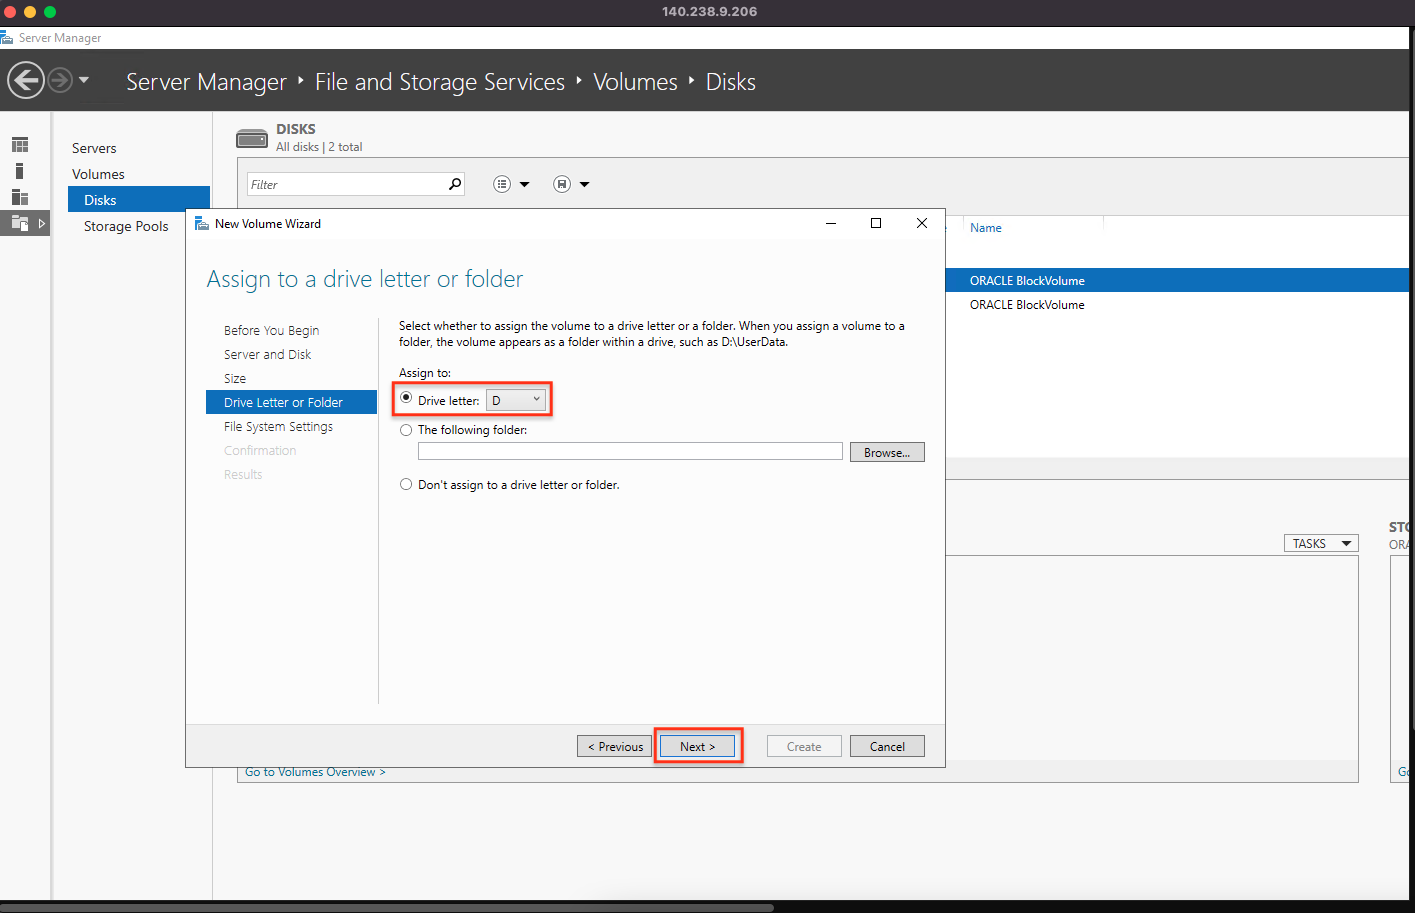 140.238.9.206
Server Manager
Server Manager ‣ File and Storage Services ‣ Volumes ‣ Disks
Servers
Volumes
Disks
Storage Pools
DISKS
All disks | 2 total
Filter
Name
ORACLE BlockVolume
ORACLE BlockVolume
New Volume Wizard
Assign to a drive letter or folder
Before You Begin
Server and Disk
Size
Drive Letter or Folder
File System Settings
Confirmation
Results
Select whether to assign the volume to a drive letter or a folder. When you assign a volume to a
folder, the volume appears as a folder within a drive, such as D:\UserData.
Assign to:
Drive letter: D
The following folder:
Browse...
Don't assign to a drive letter or folder.
< Previous
Next >
Create
Cancel
TASKS
STO
ORA
Go to Volumes Overview >
Go